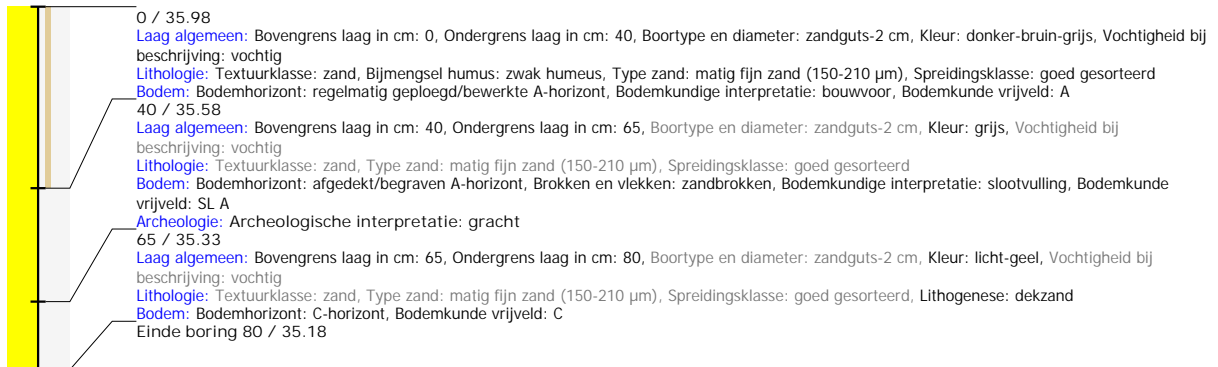 0 / 35.98
Laag algemeen: Bovengrens laag in cm: 0, Ondergrens laag in cm: 40, Boortype en diameter: zandguts-2 cm, Kleur: donker-bruin-grijs, Vochtigheid bij
beschrijving: vochtig
Lithologie: Textuurklasse: zand, Bijmengsel humus: zwak humeus, Type zand: matig fijn zand (150-210 µm), Spreidingsklasse: goed gesorteerd
Bodem: Bodemhorizont: regelmatig geploegd/bewerkte A-horizont, Bodemkundige interpretatie: bouwvoor, Bodemkunde vrijveld: A
40 / 35.58
Laag algemeen: Bovengrens laag in cm: 40, Ondergrens laag in cm: 65, Boortype en diameter: zandguts-2 cm, Kleur: grijs, Vochtigheid bij
beschrijving: vochtig
Lithologie: Textuurklasse: zand, Type zand: matig fijn zand (150-210 µm), Spreidingsklasse: goed gesorteerd
Bodem: Bodemhorizont: afgedekt/begraven A-horizont, Brokken en vlekken: zandbrokken, Bodemkundige interpretatie: slootvulling, Bodemkunde
vrijveld: SL A
Archeologie: Archeologische interpretatie: gracht
65 / 35.33
Laag algemeen: Bovengrens laag in cm: 65, Ondergrens laag in cm: 80, Boortype en diameter: zandguts-2 cm, Kleur: licht-geel, Vochtigheid bij
beschrijving: vochtig
Lithologie: Textuurklasse: zand, Type zand: matig fijn zand (150-210 µm), Spreidingsklasse: goed gesorteerd, Lithogenese: dekzand
Bodem: Bodemhorizont: C-horizont, Bodemkunde vrijveld: C
Einde boring 80 / 35.18